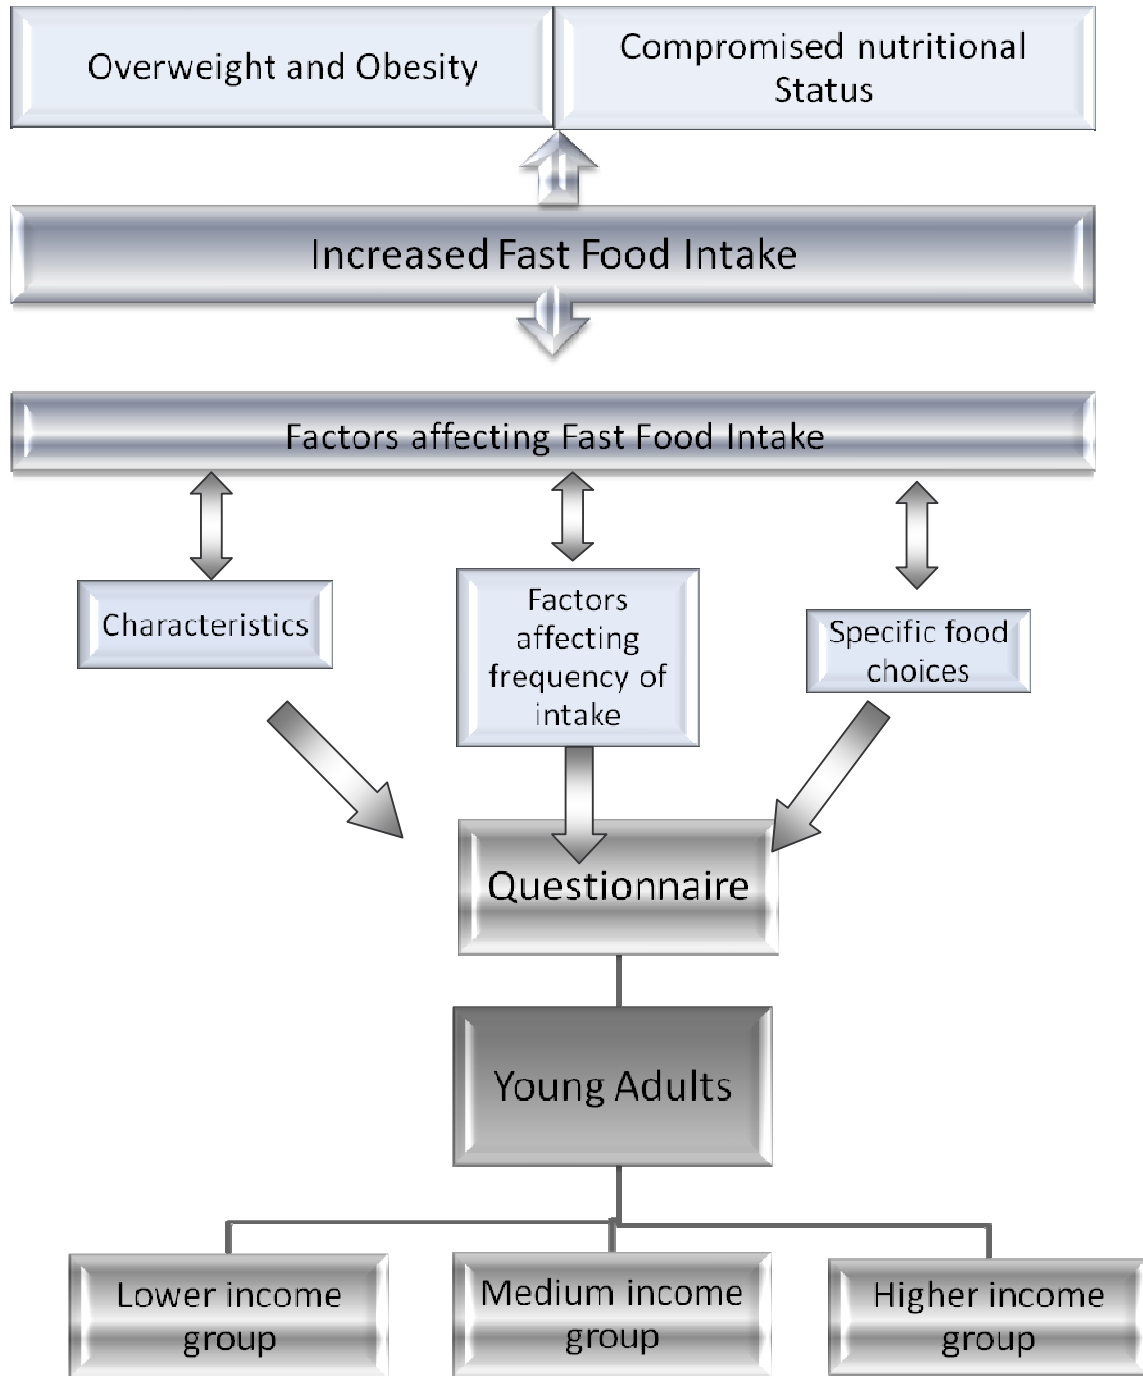 Overweight and Obesity
Compromised nutritional
Status
Increased Fast Food Intake
Factors affecting Fast Food Intake
Characteristics
Factors
affecting
frequency of
intake
Specific food
choices
Questionnaire
Young Adults
Lower income
group
Medium income
group
Higher income
group